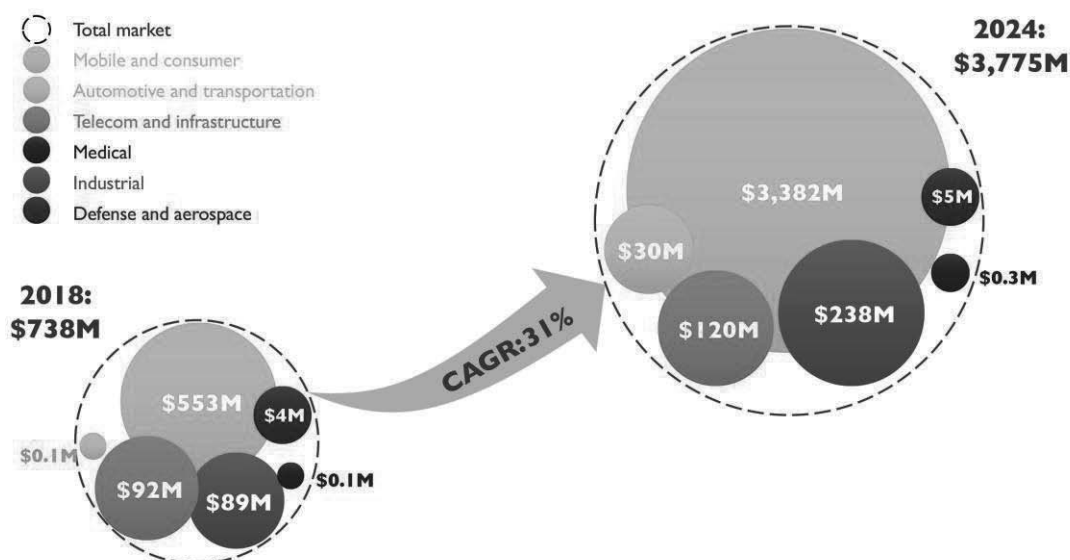 Total market
Mobile and consumer
Automotive and transportation
Telecom and infrastructure
Medical
Industrial
Defense and aerospace
2018:
$738M
$553M
$4M
$0.1M
$92M
$89M
$0.1M
CAGR:31%
2024:
$3,775M
$3,382M
$5M
$30M
$0.3M
$120M
$238M